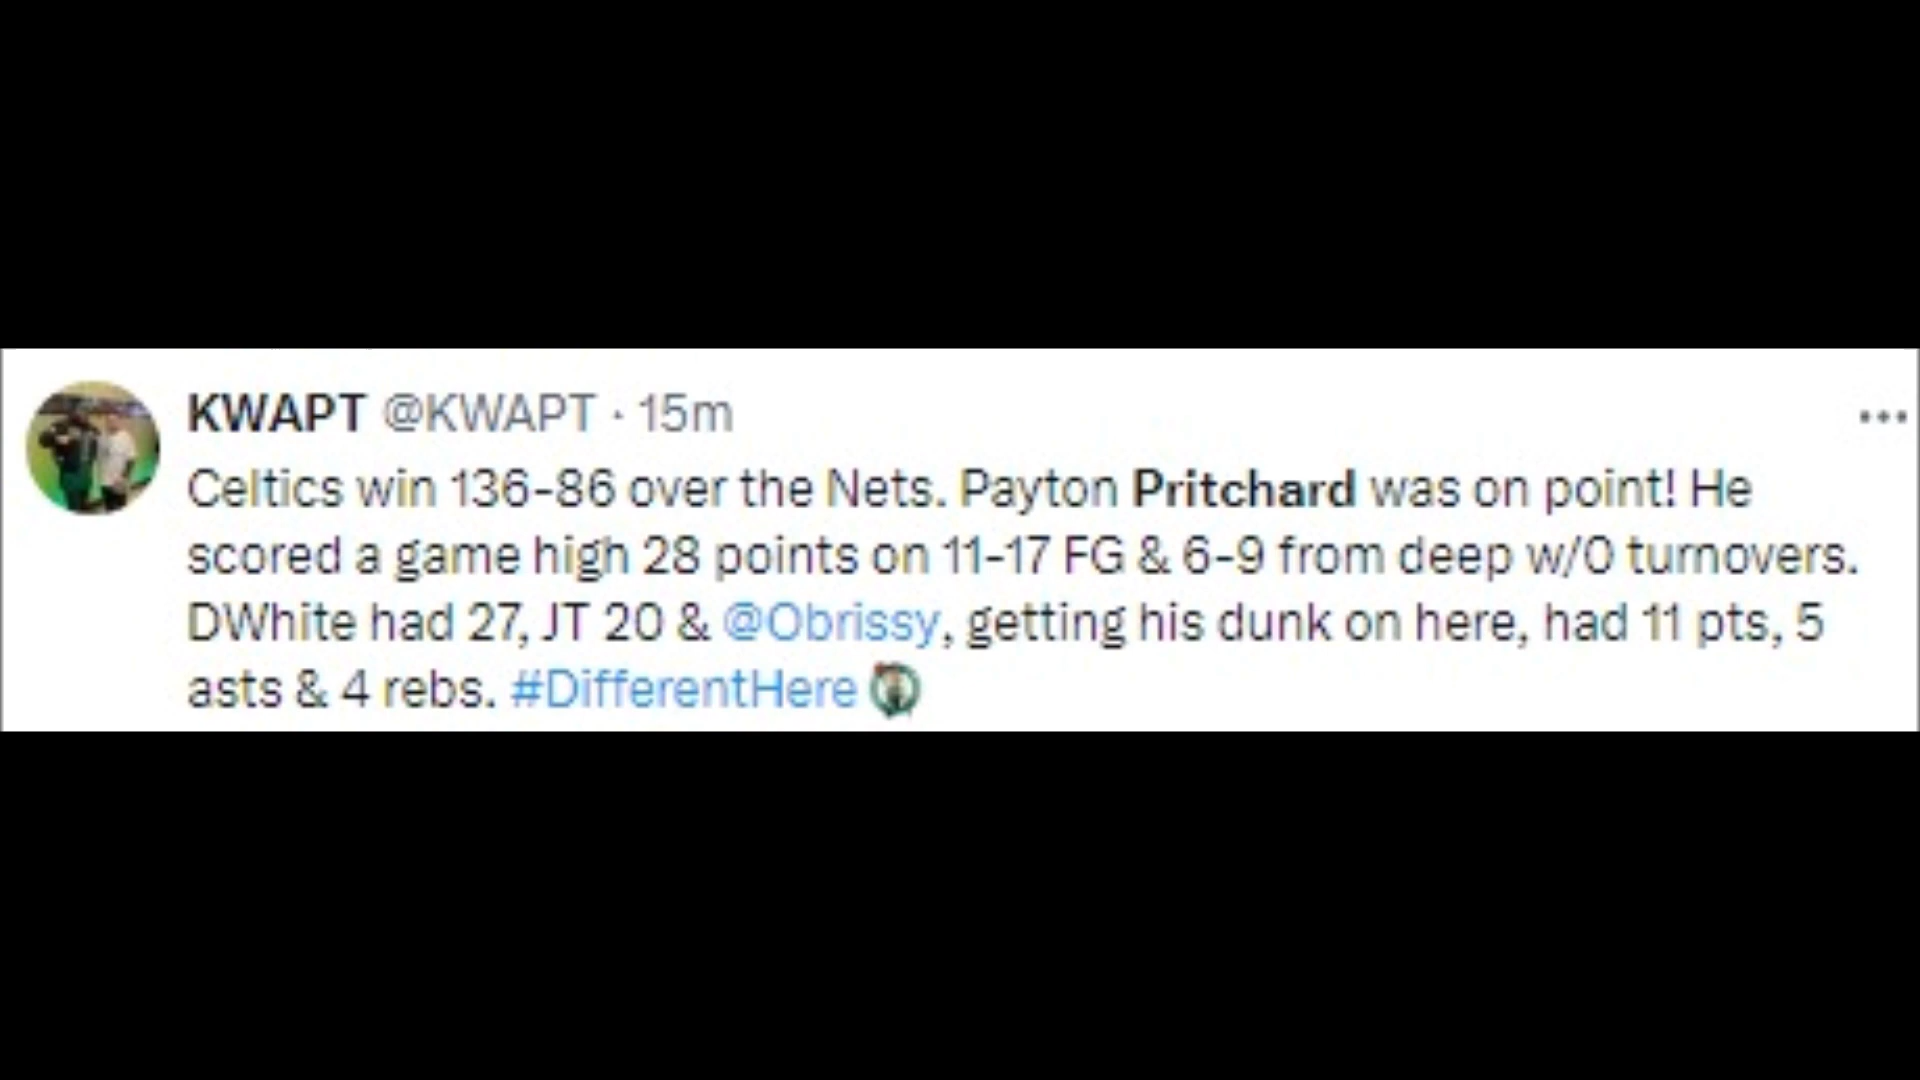 KWAPT @KWAPT · 15m
Celtics win 136-86 over the Nets. Payton Pritchard was on point! He
scored a game high 28 points on 11-17 FG & 6-9 from deep w/0 turnovers.
DWhite had 27, JT 20 & @Obrissy, getting his dunk on here, had 11 pts, 5
asts & 4 rebs. #DifferentHere